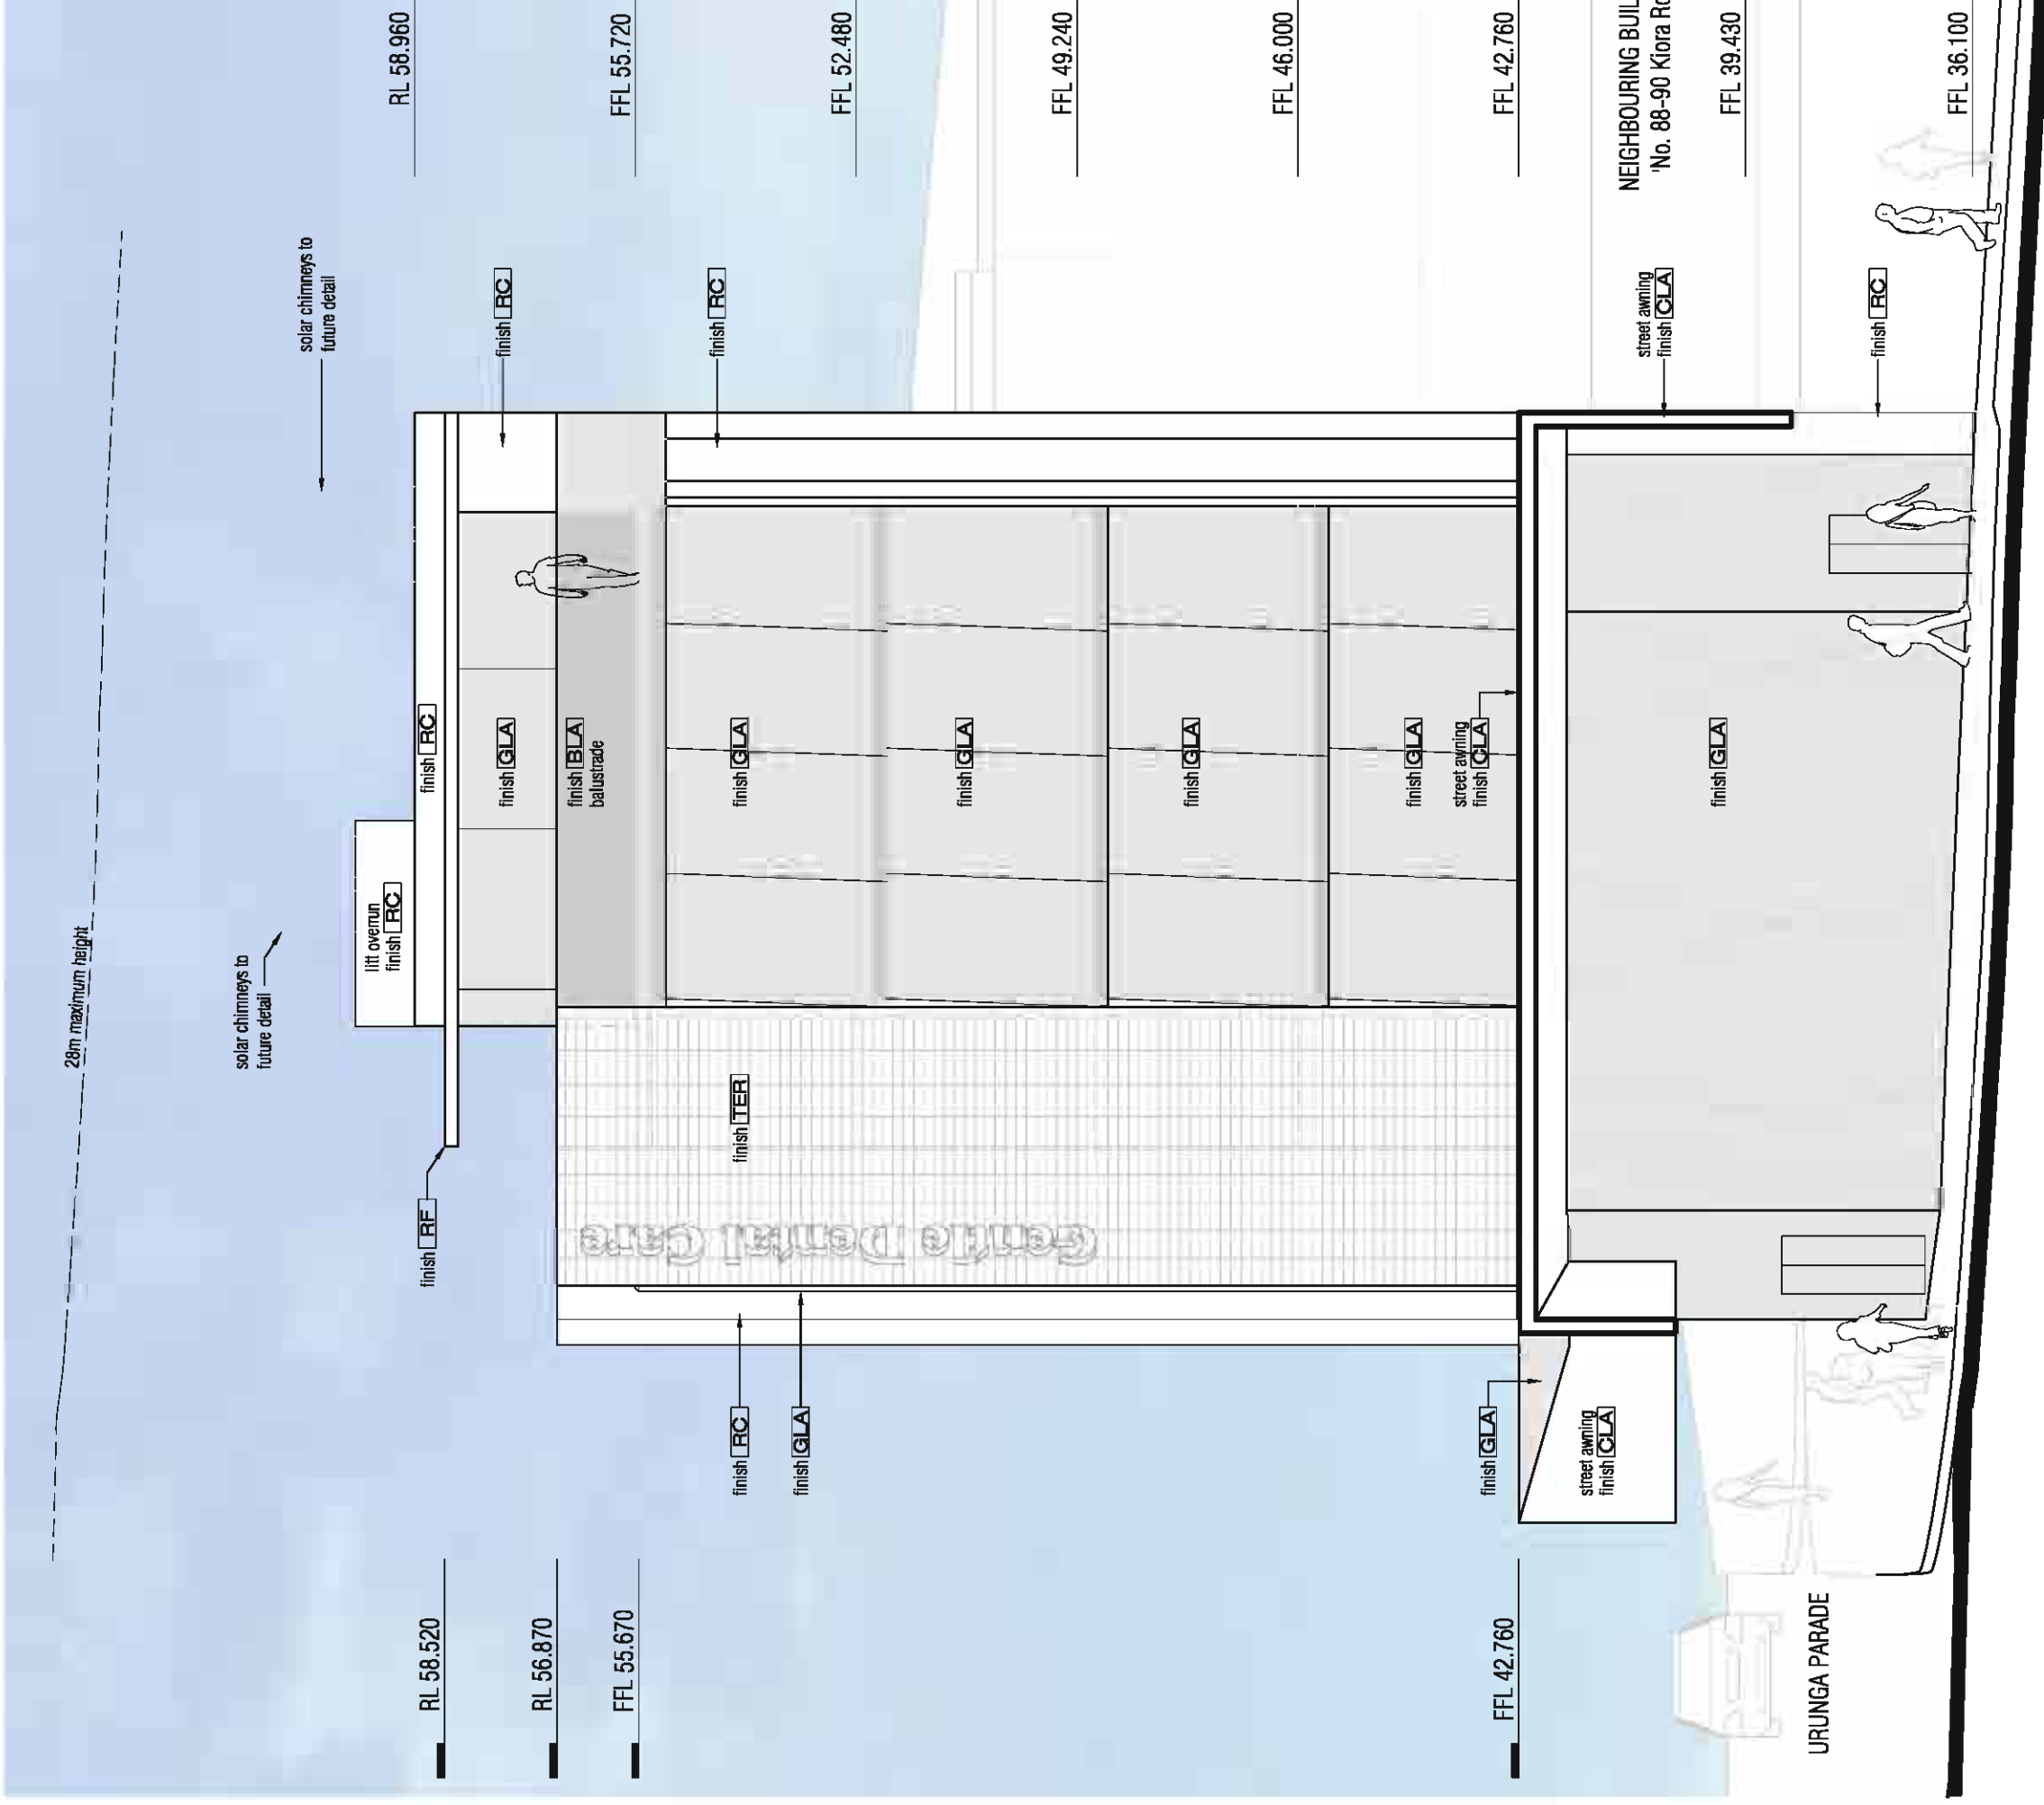 28m maximum height
solar chimneys to
future detail
solar chimneys to
future detail
lift overrun
finish RC
RL 58.960
RL 58.520
finish RF
finish RC
finish GLA
finish RC
RL 56.870
finish BLA
balustrade
FFL 55.720
FFL 55.670
Gentle Dental Care
finish RC
finish TER
finish GLA
finish RC
finish GLA
FFL 52.480
finish GLA
FFL 49.240
finish GLA
FFL 46.000
finish GLA
street awning
finish CLA
finish GLA
FFL 42.760
FFL 42.760
street awning
finish CLA
street awning
finish CLA
NEIGHBOURING BUIL
'No. 88-90 Kiora Ro
finish GLA
FFL 39.430
URUNGA PARADE
finish RC
FFL 36.100